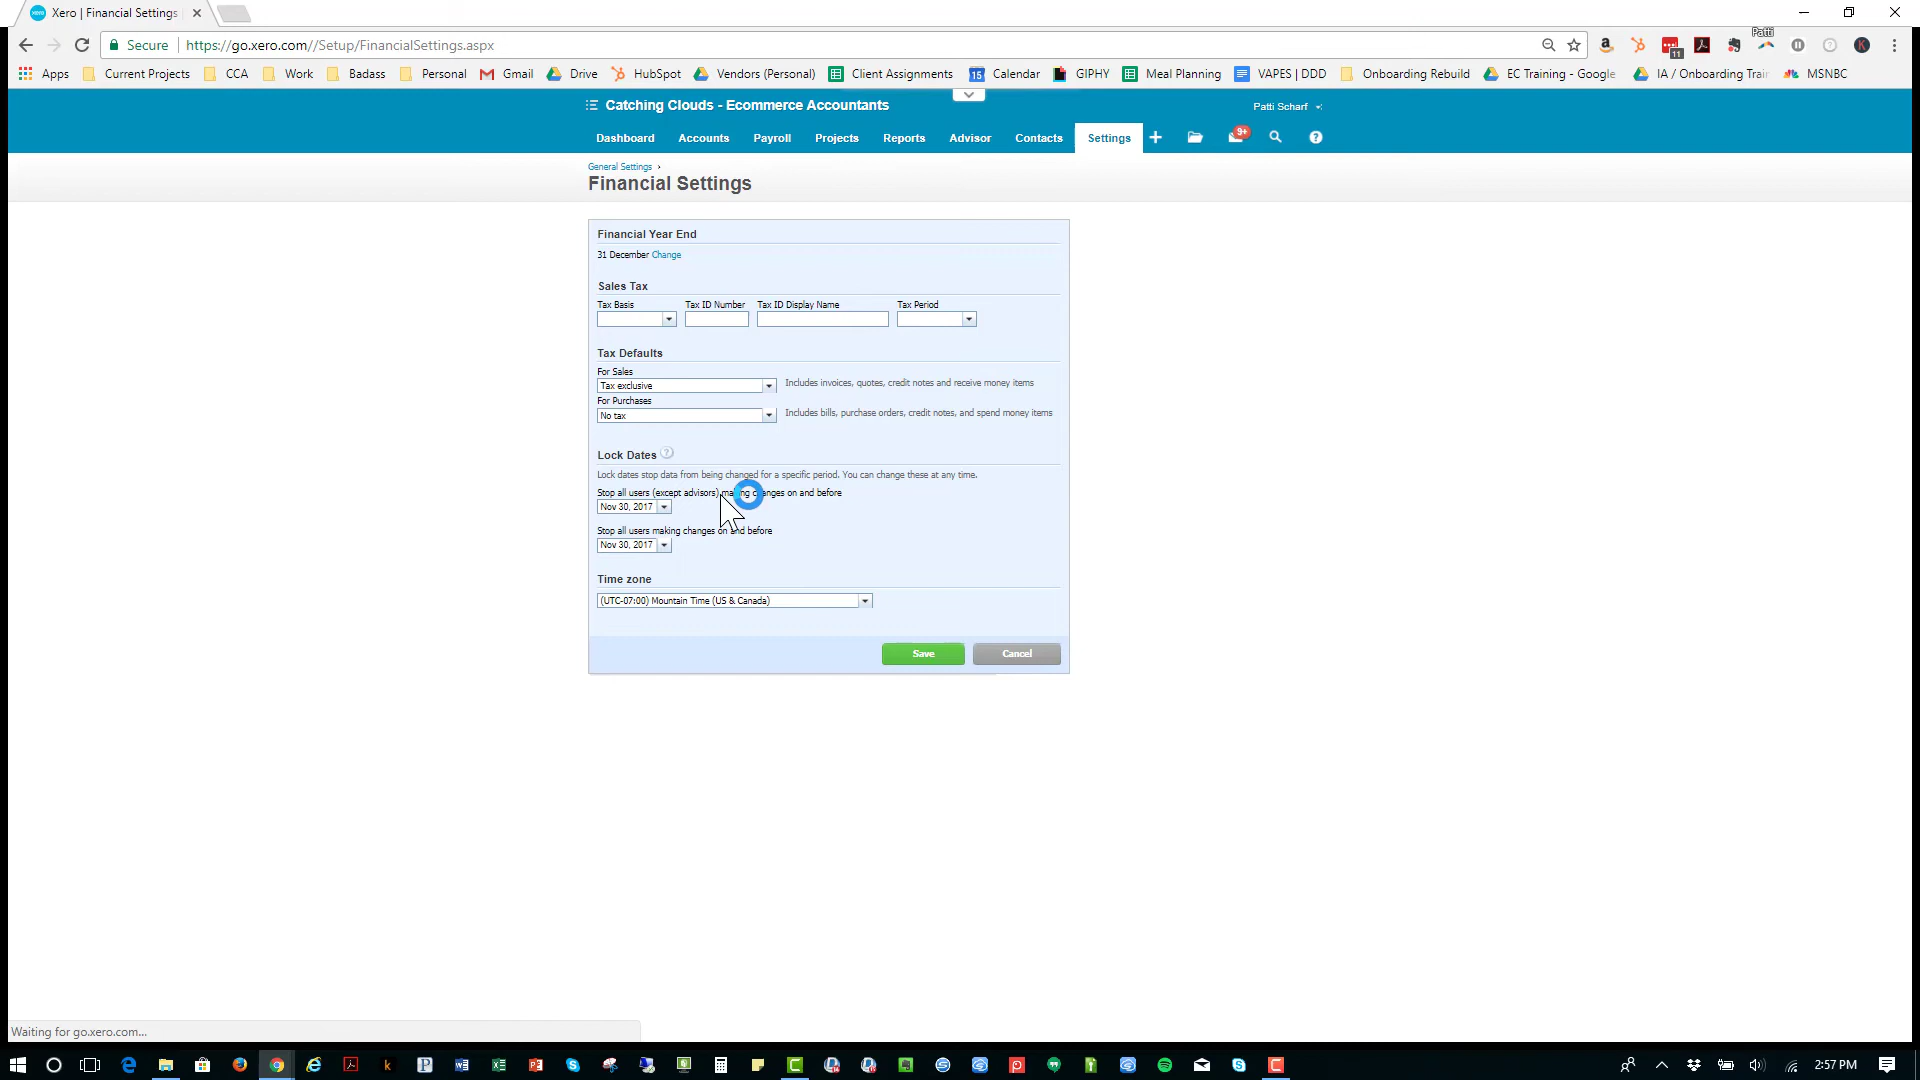 Xero | Financial Settings
Patti
Secure https://go.xero.com//Setup/FinancialSettings.aspx
11
K
Apps Current Projects CCA Work Badass Personal Gmail Drive HubSpot Vendors (Personal) Client Assignments 15 Calendar GIPHY Meal Planning VAPES | DDD Onboarding Rebuild EC Training - Google IA / Onboarding Trai MSNBC
Catching Clouds - Ecommerce Accountants
Patti Scharf
Dashboard Accounts Payroll Projects Reports Advisor Contacts Settings + 9+ ?
General Settings ›
Financial Settings
Financial Year End
31 December Change
Sales Tax
Tax Basis Tax ID Number Tax ID Display Name Tax Period
Tax Defaults
For Sales
Tax exclusive Includes invoices, quotes, credit notes and receive money items
For Purchases
No tax Includes bills, purchase orders, credit notes, and spend money items
Lock Dates ?
Lock dates stop data from being changed for a specific period. You can change these at any time.
Stop all users (except advisors) making changes on and before
Nov 30, 2017
Stop all users making changes on and before
Nov 30, 2017
Time zone
(UTC-07:00) Mountain Time (US & Canada)
Save Cancel
Waiting for go.xero.com...
2:57 PM